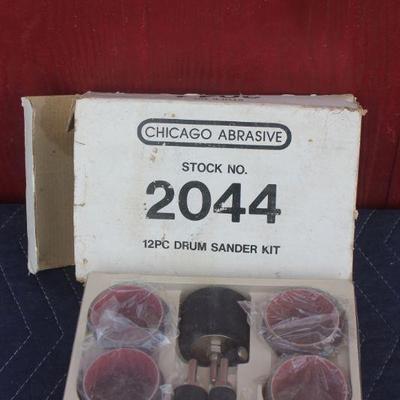 CHICAGO ABRASIVE
STOCK NO.
2044
12PC DRUM SANDER KIT